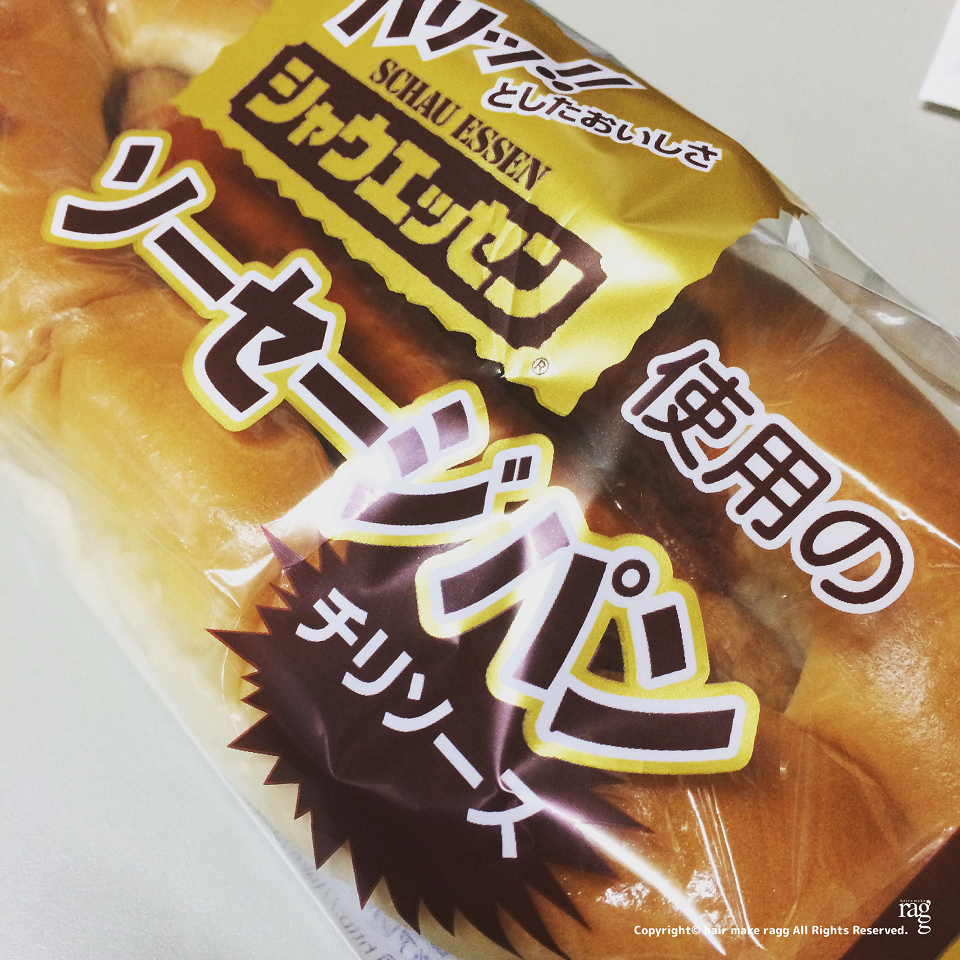 パリッ!!
としたおいしさ
SCHAU ESSEN
シャウエッセン
®
使用の
ソーセージパン
チリソース
hairmake
ragg
Copyright© hair make ragg All Rights Reserved.